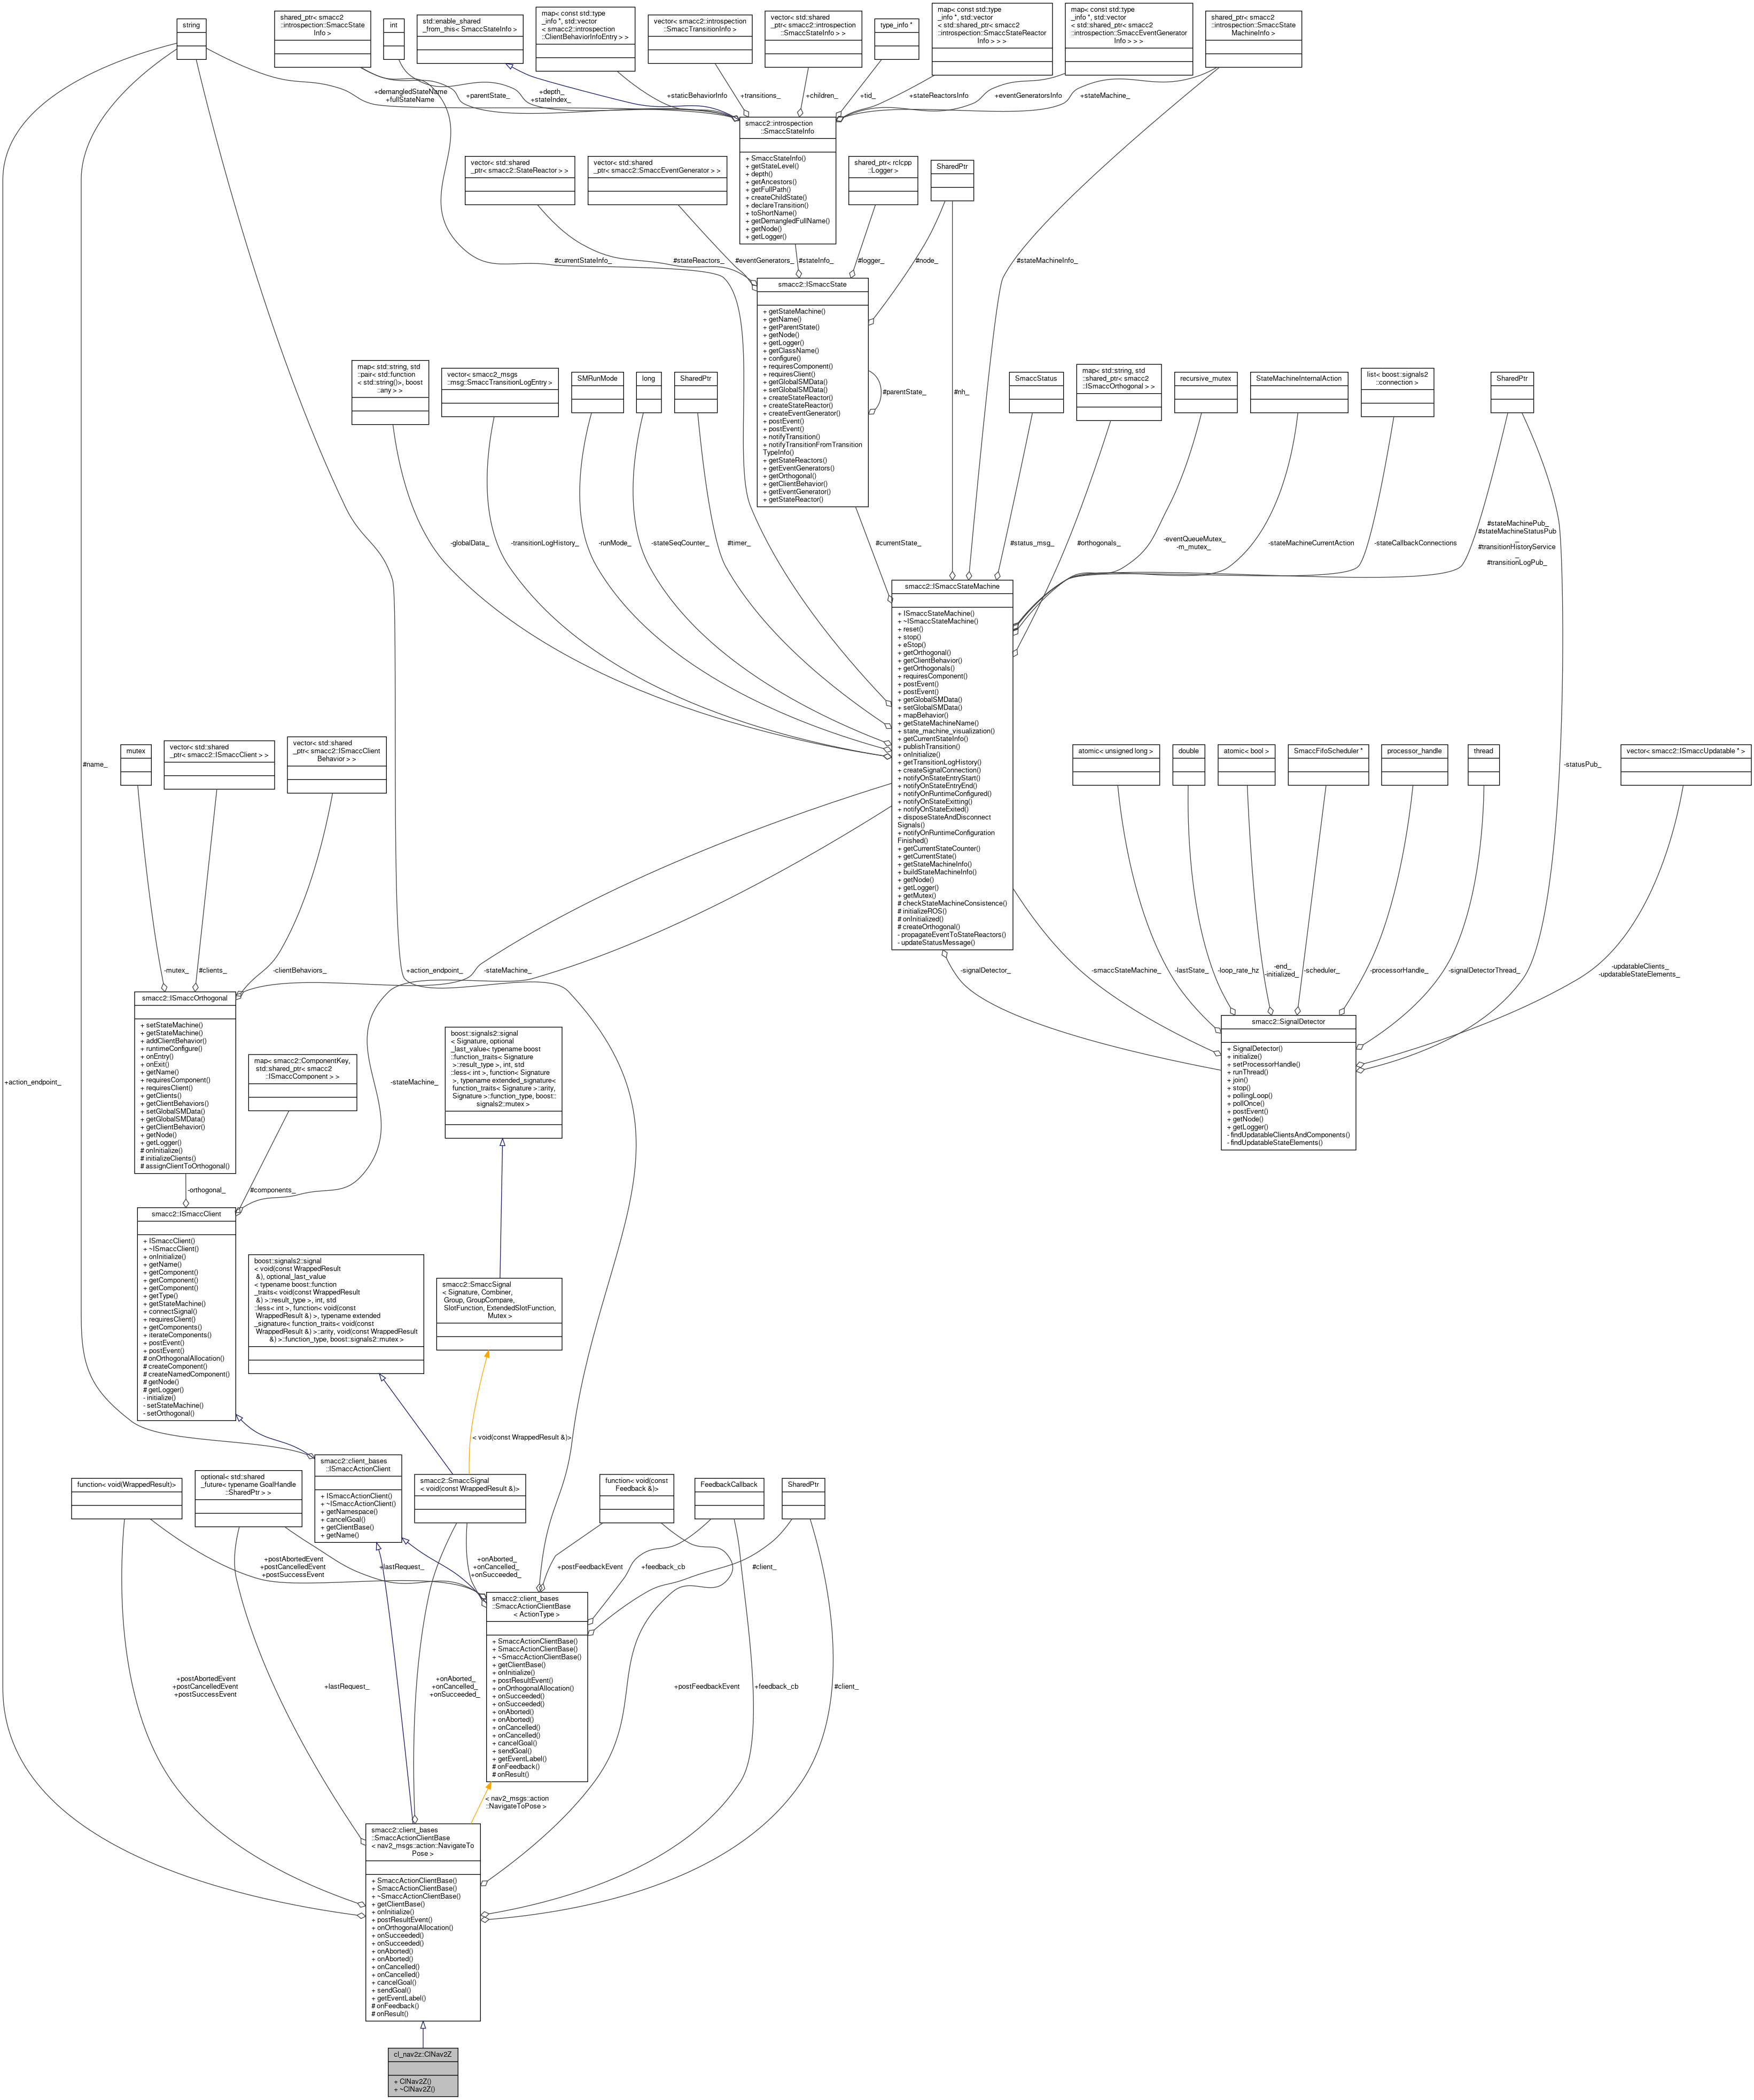 string
shared_ptr< smacc2
::introspection::SmaccState
Info >
int
std::enable_shared
_from_this< SmaccStateInfo >
map< const std::type
_info *, std::vector
< smacc2::introspection
::ClientBehaviorInfoEntry > >
vector< smacc2::introspection
::SmaccTransitionInfo >
vector< std::shared
_ptr< smacc2::introspection
::SmaccStateInfo > >
type_info *
map< const std::type
_info *, std::vector
< std::shared_ptr< smacc2
::introspection::SmaccStateReactor
Info > > >
map< const std::type
_info *, std::vector
< std::shared_ptr< smacc2
::introspection::SmaccEventGenerator
Info > > >
shared_ptr< smacc2
::introspection::SmaccState
MachineInfo >
+demangledStateName
+fullStateName
+parentState_
+depth_
+stateIndex_
+staticBehaviorInfo
+transitions_
+children_
+tid_
+stateReactorsInfo
+eventGeneratorsInfo
+stateMachine_
smacc2::introspection
::SmaccStateInfo
+ SmaccStateInfo()
+ getStateLevel()
+ depth()
+ getAncestors()
+ getFullPath()
+ createChildState()
+ declareTransition()
+ toShortName()
+ getDemangledFullName()
+ getNode()
+ getLogger()
vector< std::shared
_ptr< smacc2::StateReactor > >
vector< std::shared
_ptr< smacc2::SmaccEventGenerator > >
shared_ptr< rclcpp
::Logger >
SharedPtr
#currentStateInfo_
#stateReactors_
#eventGenerators_
#stateInfo_
#logger_
#node_
#stateMachineInfo_
smacc2::ISmaccState
+ getStateMachine()
+ getName()
+ getParentState()
+ getNode()
+ getLogger()
+ getClassName()
+ configure()
+ requiresComponent()
+ requiresClient()
+ getGlobalSMData()
+ setGlobalSMData()
+ createStateReactor()
+ createStateReactor()
+ createEventGenerator()
+ postEvent()
+ postEvent()
+ notifyTransition()
+ notifyTransitionFromTransition
TypeInfo()
+ getStateReactors()
+ getEventGenerators()
+ getOrthogonal()
+ getClientBehavior()
+ getEventGenerator()
+ getStateReactor()
#parentState_
#nh_
map< std::string, std
::pair< std::function
< std::string()>, boost
::any > >
vector< smacc2_msgs
::msg::SmaccTransitionLogEntry >
SMRunMode
long
SharedPtr
SmaccStatus
map< std::string, std
::shared_ptr< smacc2
::ISmaccOrthogonal > >
recursive_mutex
StateMachineInternalAction
list< boost::signals2
::connection >
SharedPtr
-globalData_
-transitionLogHistory_
-runMode_
-stateSeqCounter_
#timer_
#currentState_
#status_msg_
#orthogonals_
-eventQueueMutex_
-m_mutex_
-stateMachineCurrentAction
-stateCallbackConnections
#stateMachinePub_
#stateMachineStatusPub
_
#transitionHistoryService
_
#transitionLogPub_
smacc2::ISmaccStateMachine
+ ISmaccStateMachine()
+ ~ISmaccStateMachine()
+ reset()
+ stop()
+ eStop()
+ getOrthogonal()
+ getClientBehavior()
+ getOrthogonals()
+ requiresComponent()
+ postEvent()
+ postEvent()
+ getGlobalSMData()
+ setGlobalSMData()
+ mapBehavior()
+ getStateMachineName()
+ state_machine_visualization()
+ getCurrentStateInfo()
+ publishTransition()
+ onInitialize()
+ getTransitionLogHistory()
+ createSignalConnection()
+ notifyOnStateEntryStart()
+ notifyOnStateEntryEnd()
+ notifyOnRuntimeConfigured()
+ notifyOnStateExitting()
+ notifyOnStateExited()
+ disposeStateAndDisconnect
Signals()
+ notifyOnRuntimeConfiguration
Finished()
+ getCurrentStateCounter()
+ getCurrentState()
+ getStateMachineInfo()
+ buildStateMachineInfo()
+ getNode()
+ getLogger()
+ getMutex()
# checkStateMachineConsistence()
# initializeROS()
# onInitialized()
# createOrthogonal()
- propagateEventToStateReactors()
- updateStatusMessage()
#name_
mutex
vector< std::shared
_ptr< smacc2::ISmaccClient > >
vector< std::shared
_ptr< smacc2::ISmaccClient
Behavior > >
atomic< unsigned long >
double
atomic< bool >
SmaccFifoScheduler *
processor_handle
thread
-statusPub_
vector< smacc2::ISmaccUpdatable * >
-mutex_
#clients_
-clientBehaviors_
+action_endpoint_
-stateMachine_
-signalDetector_
-smaccStateMachine_
-lastState_
-loop_rate_hz
-end_
-initialized_
-scheduler_
-processorHandle_
-signalDetectorThread_
-updatableClients_
-updatableStateElements_
smacc2::ISmaccOrthogonal
+ setStateMachine()
+ getStateMachine()
+ addClientBehavior()
+ runtimeConfigure()
+ onEntry()
+ onExit()
+ getName()
+ requiresComponent()
+ requiresClient()
+ getClients()
+ getClientBehaviors()
+ setGlobalSMData()
+ getGlobalSMData()
+ getClientBehavior()
+ getNode()
+ getLogger()
# onInitialize()
# initializeClients()
# assignClientToOrthogonal()
smacc2::SignalDetector
+ SignalDetector()
+ initialize()
+ setProcessorHandle()
+ runThread()
+ join()
+ stop()
+ pollingLoop()
+ pollOnce()
+ postEvent()
+ getNode()
+ getLogger()
- findUpdatableClientsAndComponents()
- findUpdatableStateElements()
map< smacc2::ComponentKey,
std::shared_ptr< smacc2
::ISmaccComponent > >
boost::signals2::signal
< Signature, optional
_last_value< typename boost
::function_traits< Signature
>::result_type >, int, std
::less< int >, function< Signature
>, typename extended_signature<
function_traits< Signature >::arity,
Signature >::function_type, boost::
signals2::mutex >
+action_endpoint_
-stateMachine_
-orthogonal_
#components_
smacc2::ISmaccClient
+ ISmaccClient()
+ ~ISmaccClient()
+ onInitialize()
+ getName()
+ getComponent()
+ getComponent()
+ getComponent()
+ getType()
+ getStateMachine()
+ connectSignal()
+ requiresClient()
+ getComponents()
+ iterateComponents()
+ postEvent()
+ postEvent()
# onOrthogonalAllocation()
# createComponent()
# createNamedComponent()
# getNode()
# getLogger()
- initialize()
- setStateMachine()
- setOrthogonal()
boost::signals2::signal
< void(const WrappedResult
&), optional_last_value
< typename boost::function
_traits< void(const WrappedResult
&) >::result_type >, int, std
::less< int >, function< void(const
WrappedResult &) >, typename extended
_signature< function_traits< void(const
WrappedResult &) >::arity, void(const WrappedResult
&) >::function_type, boost::signals2::mutex >
smacc2::SmaccSignal
< Signature, Combiner,
Group, GroupCompare,
SlotFunction, ExtendedSlotFunction,
Mutex >
< void(const WrappedResult &)>
function< void(WrappedResult)>
optional< std::shared
_future< typename GoalHandle
::SharedPtr > >
smacc2::client_bases
::ISmaccActionClient
+ ISmaccActionClient()
+ ~ISmaccActionClient()
+ getNamespace()
+ cancelGoal()
+ getClientBase()
+ getName()
smacc2::SmaccSignal
< void(const WrappedResult &)>
function< void(const
Feedback &)>
FeedbackCallback
SharedPtr
+postAbortedEvent
+postCancelledEvent
+postSuccessEvent
+lastRequest_
+onAborted_
+onCancelled_
+onSucceeded_
+postFeedbackEvent
+feedback_cb
#client_
smacc2::client_bases
::SmaccActionClientBase
< ActionType >
+ SmaccActionClientBase()
+ SmaccActionClientBase()
+ ~SmaccActionClientBase()
+ getClientBase()
+ onInitialize()
+ postResultEvent()
+ onOrthogonalAllocation()
+ onSucceeded()
+ onSucceeded()
+ onAborted()
+ onAborted()
+ onCancelled()
+ onCancelled()
+ cancelGoal()
+ sendGoal()
+ getEventLabel()
# onFeedback()
# onResult()
+postAbortedEvent
+postCancelledEvent
+postSuccessEvent
+lastRequest_
+onAborted_
+onCancelled_
+onSucceeded_
+postFeedbackEvent
+feedback_cb
#client_
< nav2_msgs::action
::NavigateToPose >
smacc2::client_bases
::SmaccActionClientBase
< nav2_msgs::action::NavigateTo
Pose >
+ SmaccActionClientBase()
+ SmaccActionClientBase()
+ ~SmaccActionClientBase()
+ getClientBase()
+ onInitialize()
+ postResultEvent()
+ onOrthogonalAllocation()
+ onSucceeded()
+ onSucceeded()
+ onAborted()
+ onAborted()
+ onCancelled()
+ onCancelled()
+ cancelGoal()
+ sendGoal()
+ getEventLabel()
# onFeedback()
# onResult()
cl_nav2z::ClNav2Z
+ ClNav2Z()
+ ~ClNav2Z()